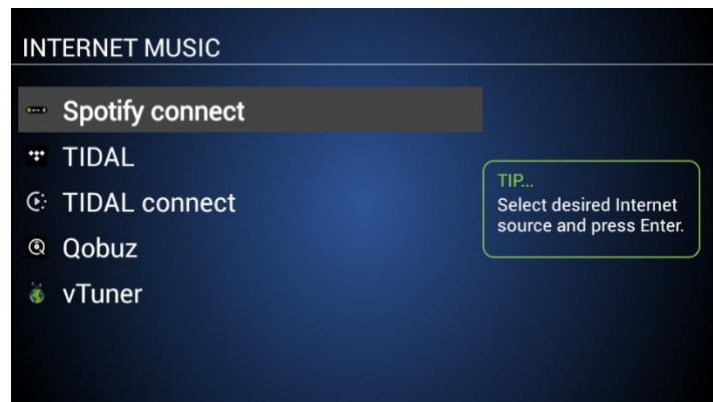 INTERNET MUSIC
Spotify connect
TIDAL
TIDAL connect
Qobuz
vTuner
TIP...
Select desired Internet
source and press Enter.